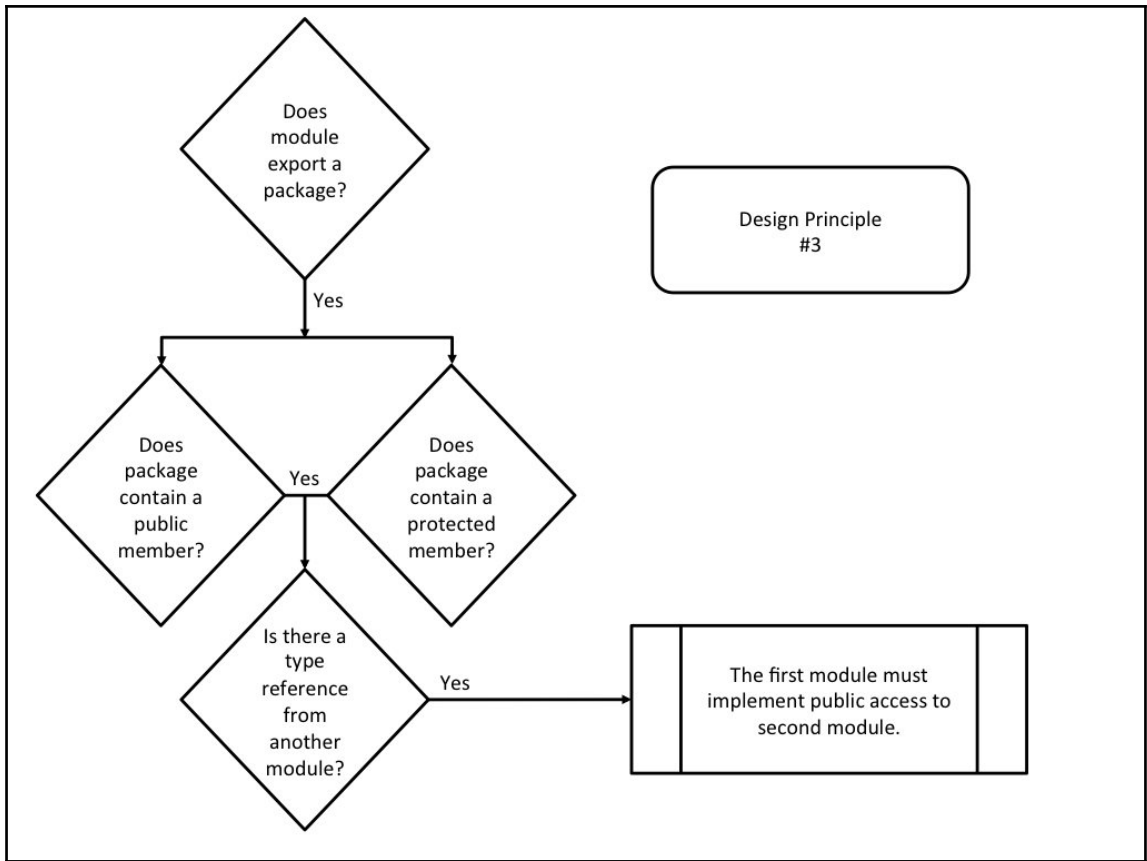 Does
module
export a
package?
Design Principle
#3
Yes
Does
package
contain a
public
member?
Yes
Does
package
contain a
protected
member?
Is there a
type
reference
from
another
module?
Yes
The first module must
implement public access to
second module.